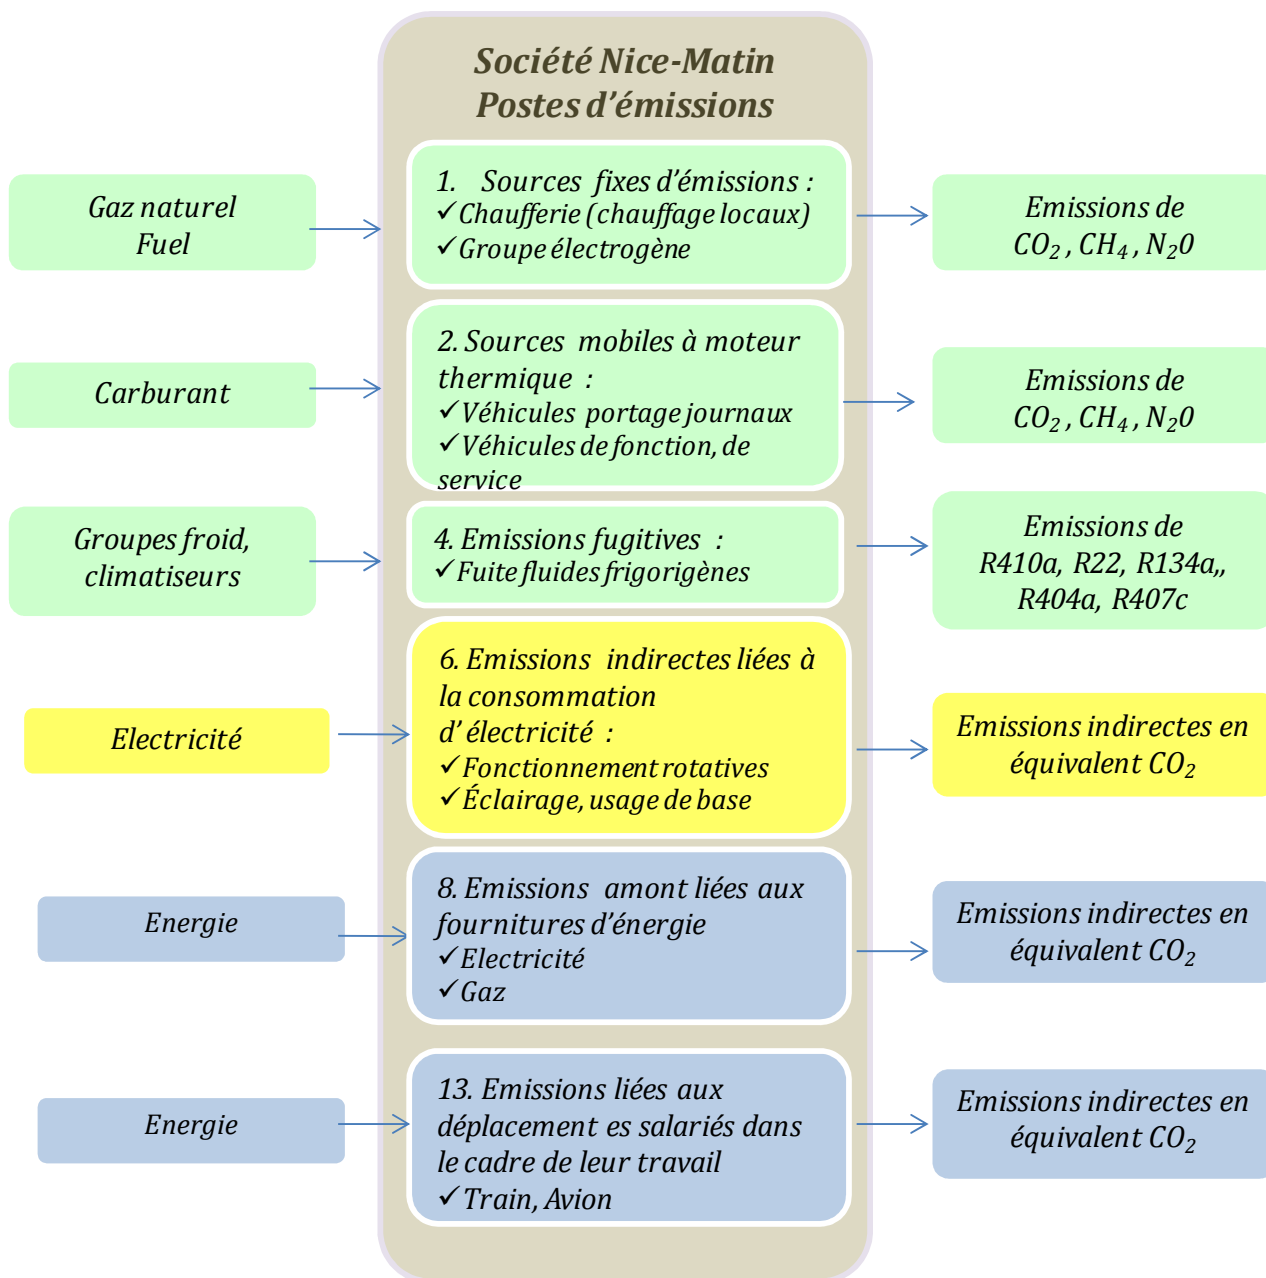 Société Nice-Matin
Postes d’émissions
Gaz naturel
Fuel
1. Sources fixes d’émissions :
✓Chaufferie (chauffage locaux)
✓Groupe électrogène
Emissions de
CO₂ , CH₄ , N₂0
Carburant
2. Sources mobiles à moteur
thermique :
✓Véhicules portage journaux
✓Véhicules de fonction, de
service
Emissions de
CO₂ , CH₄ , N₂0
Groupes froid,
climatiseurs
4. Emissions fugitives :
✓Fuite fluides frigorigènes
Emissions de
R410a, R22, R134a,,
R404a, R407c
Electricité
6. Emissions indirectes liées à
la consommation
d’ électricité :
✓Fonctionnement rotatives
✓Éclairage, usage de base
Emissions indirectes en
équivalent CO₂
Energie
8. Emissions amont liées aux
fournitures d’énergie
✓Electricité
✓Gaz
Emissions indirectes en
équivalent CO₂
Energie
13. Emissions liées aux
déplacement es salariés dans
le cadre de leur travail
✓Train, Avion
Emissions indirectes en
équivalent CO₂